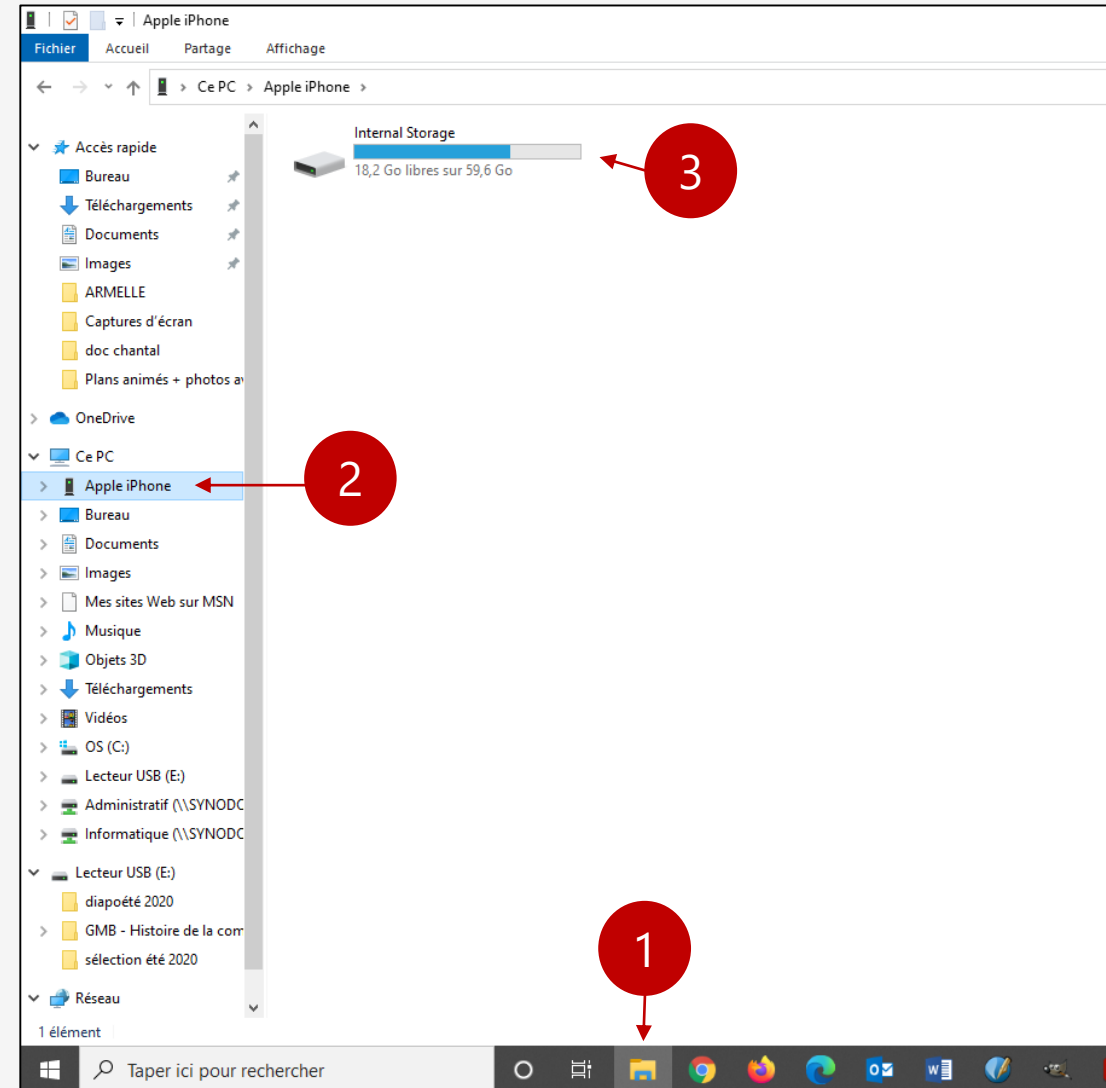 Apple iPhone
Fichier Accueil Partage Affichage
Ce PC > Apple iPhone >
Accès rapide
Bureau
Téléchargements
Documents
Images
ARMELLE
Captures d'écran
doc chantal
Plans animés + photos a
OneDrive
Ce PC
Apple iPhone
Bureau
Documents
Images
Mes sites Web sur MSN
Musique
Objets 3D
Téléchargements
Vidéos
OS (C:)
Lecteur USB (E:)
Administratif (\\SYNODC
Informatique (\\SYNODC
Lecteur USB (E:)
diapoété 2020
GMB - Histoire de la com
sélection été 2020
Réseau
1 élément
Internal Storage
18,2 Go libres sur 59,6 Go
3
2
1
Taper ici pour rechercher